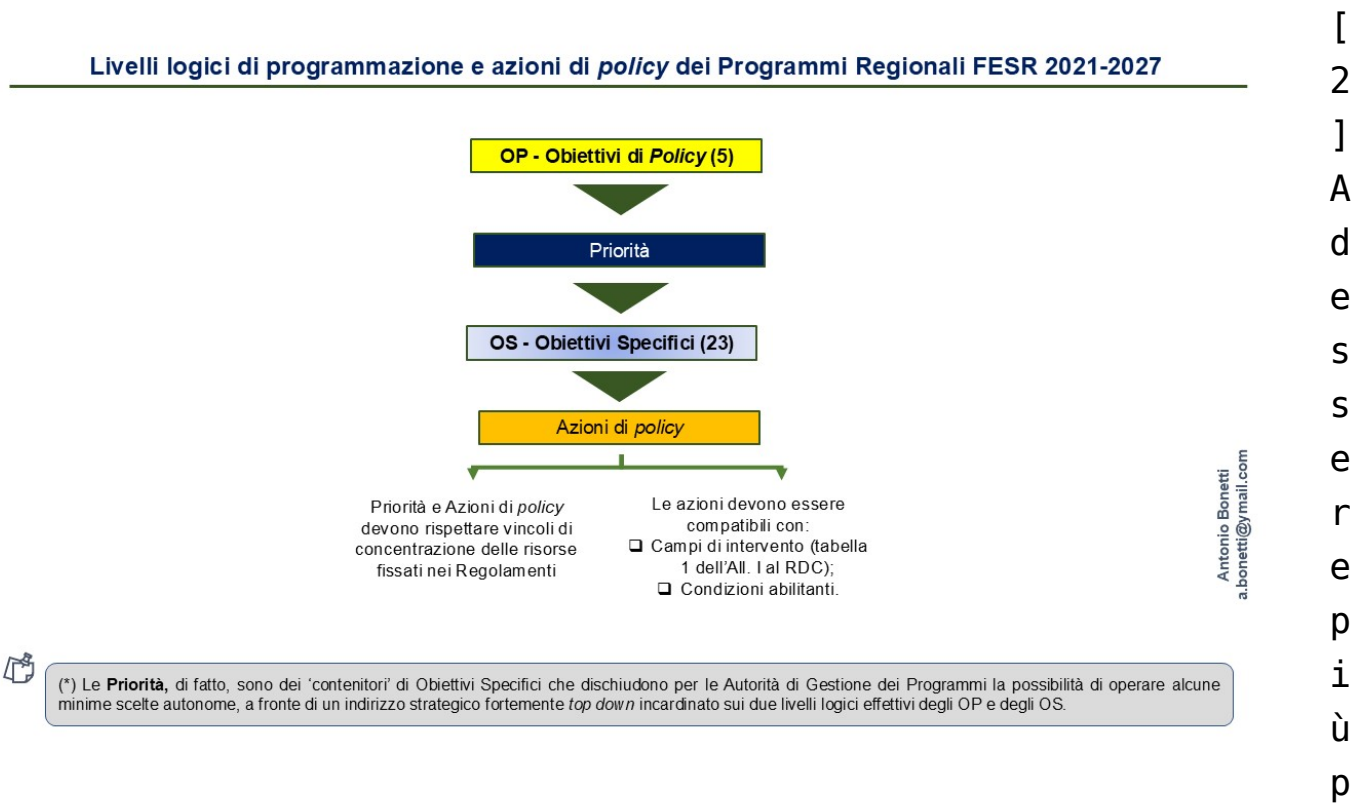 Livelli logici di programmazione e azioni di policy dei Programmi Regionali FESR 2021-2027
OP - Obiettivi di Policy (5)
Priorità
OS - Obiettivi Specifici (23)
Azioni di policy
Priorità e Azioni di policy
devono rispettare vincoli di
concentrazione delle risorse
fissati nei Regolamenti
Le azioni devono essere
compatibili con:
❑ Campi di intervento (tabella
1 dell'All. I al RDC);
❑ Condizioni abilitanti.
Antonio Bonetti
a.bonetti@ymail.com
(*) Le Priorità, di fatto, sono dei 'contenitori' di Obiettivi Specifici che dischiudono per le Autorità di Gestione dei Programmi la possibilità di operare alcune
minime scelte autonome, a fronte di un indirizzo strategico fortemente top down incardinato sui due livelli logici effettivi degli OP e degli OS.
[2] Ad essere più p